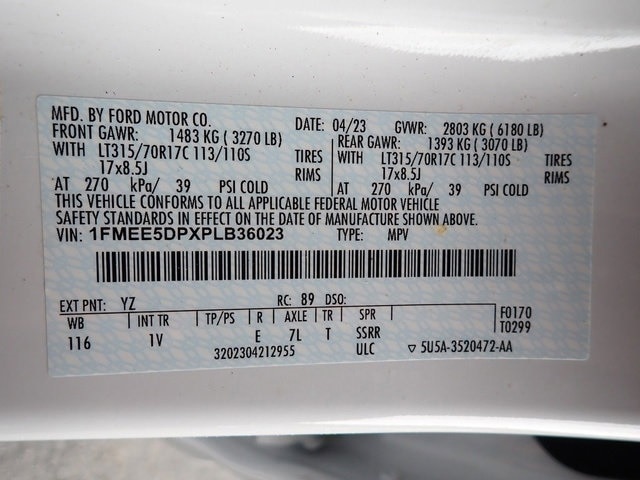 MFD. BY FORD MOTOR CO. DATE: 04/23 GVWR: 2803 KG ( 6180 LB)
FRONT GAWR: 1483 KG ( 3270 LB) REAR GAWR: 1393 KG ( 3070 LB)
WITH LT315/70R17C 113/110S TIRES WITH LT315/70R17C 113/110S TIRES
17x8.5J RIMS 17x8.5J RIMS
AT 270 kPa/ 39 PSI COLD AT 270 kPa/ 39 PSI COLD
THIS VEHICLE CONFORMS TO ALL APPLICABLE FEDERAL MOTOR VEHICLE
SAFETY STANDARDS IN EFFECT ON THE DATE OF MANUFACTURE SHOWN ABOVE.
VIN: 1FMEE5DPXPLB36023 TYPE: MPV
EXT PNT: YZ RC: 89 DSO: F0170
WB INT TR TP/PS R AXLE TR SPR T0299
116 1V E 7L T SSRR
3202304212955 ULC ▽ 5U5A-3520472-AA